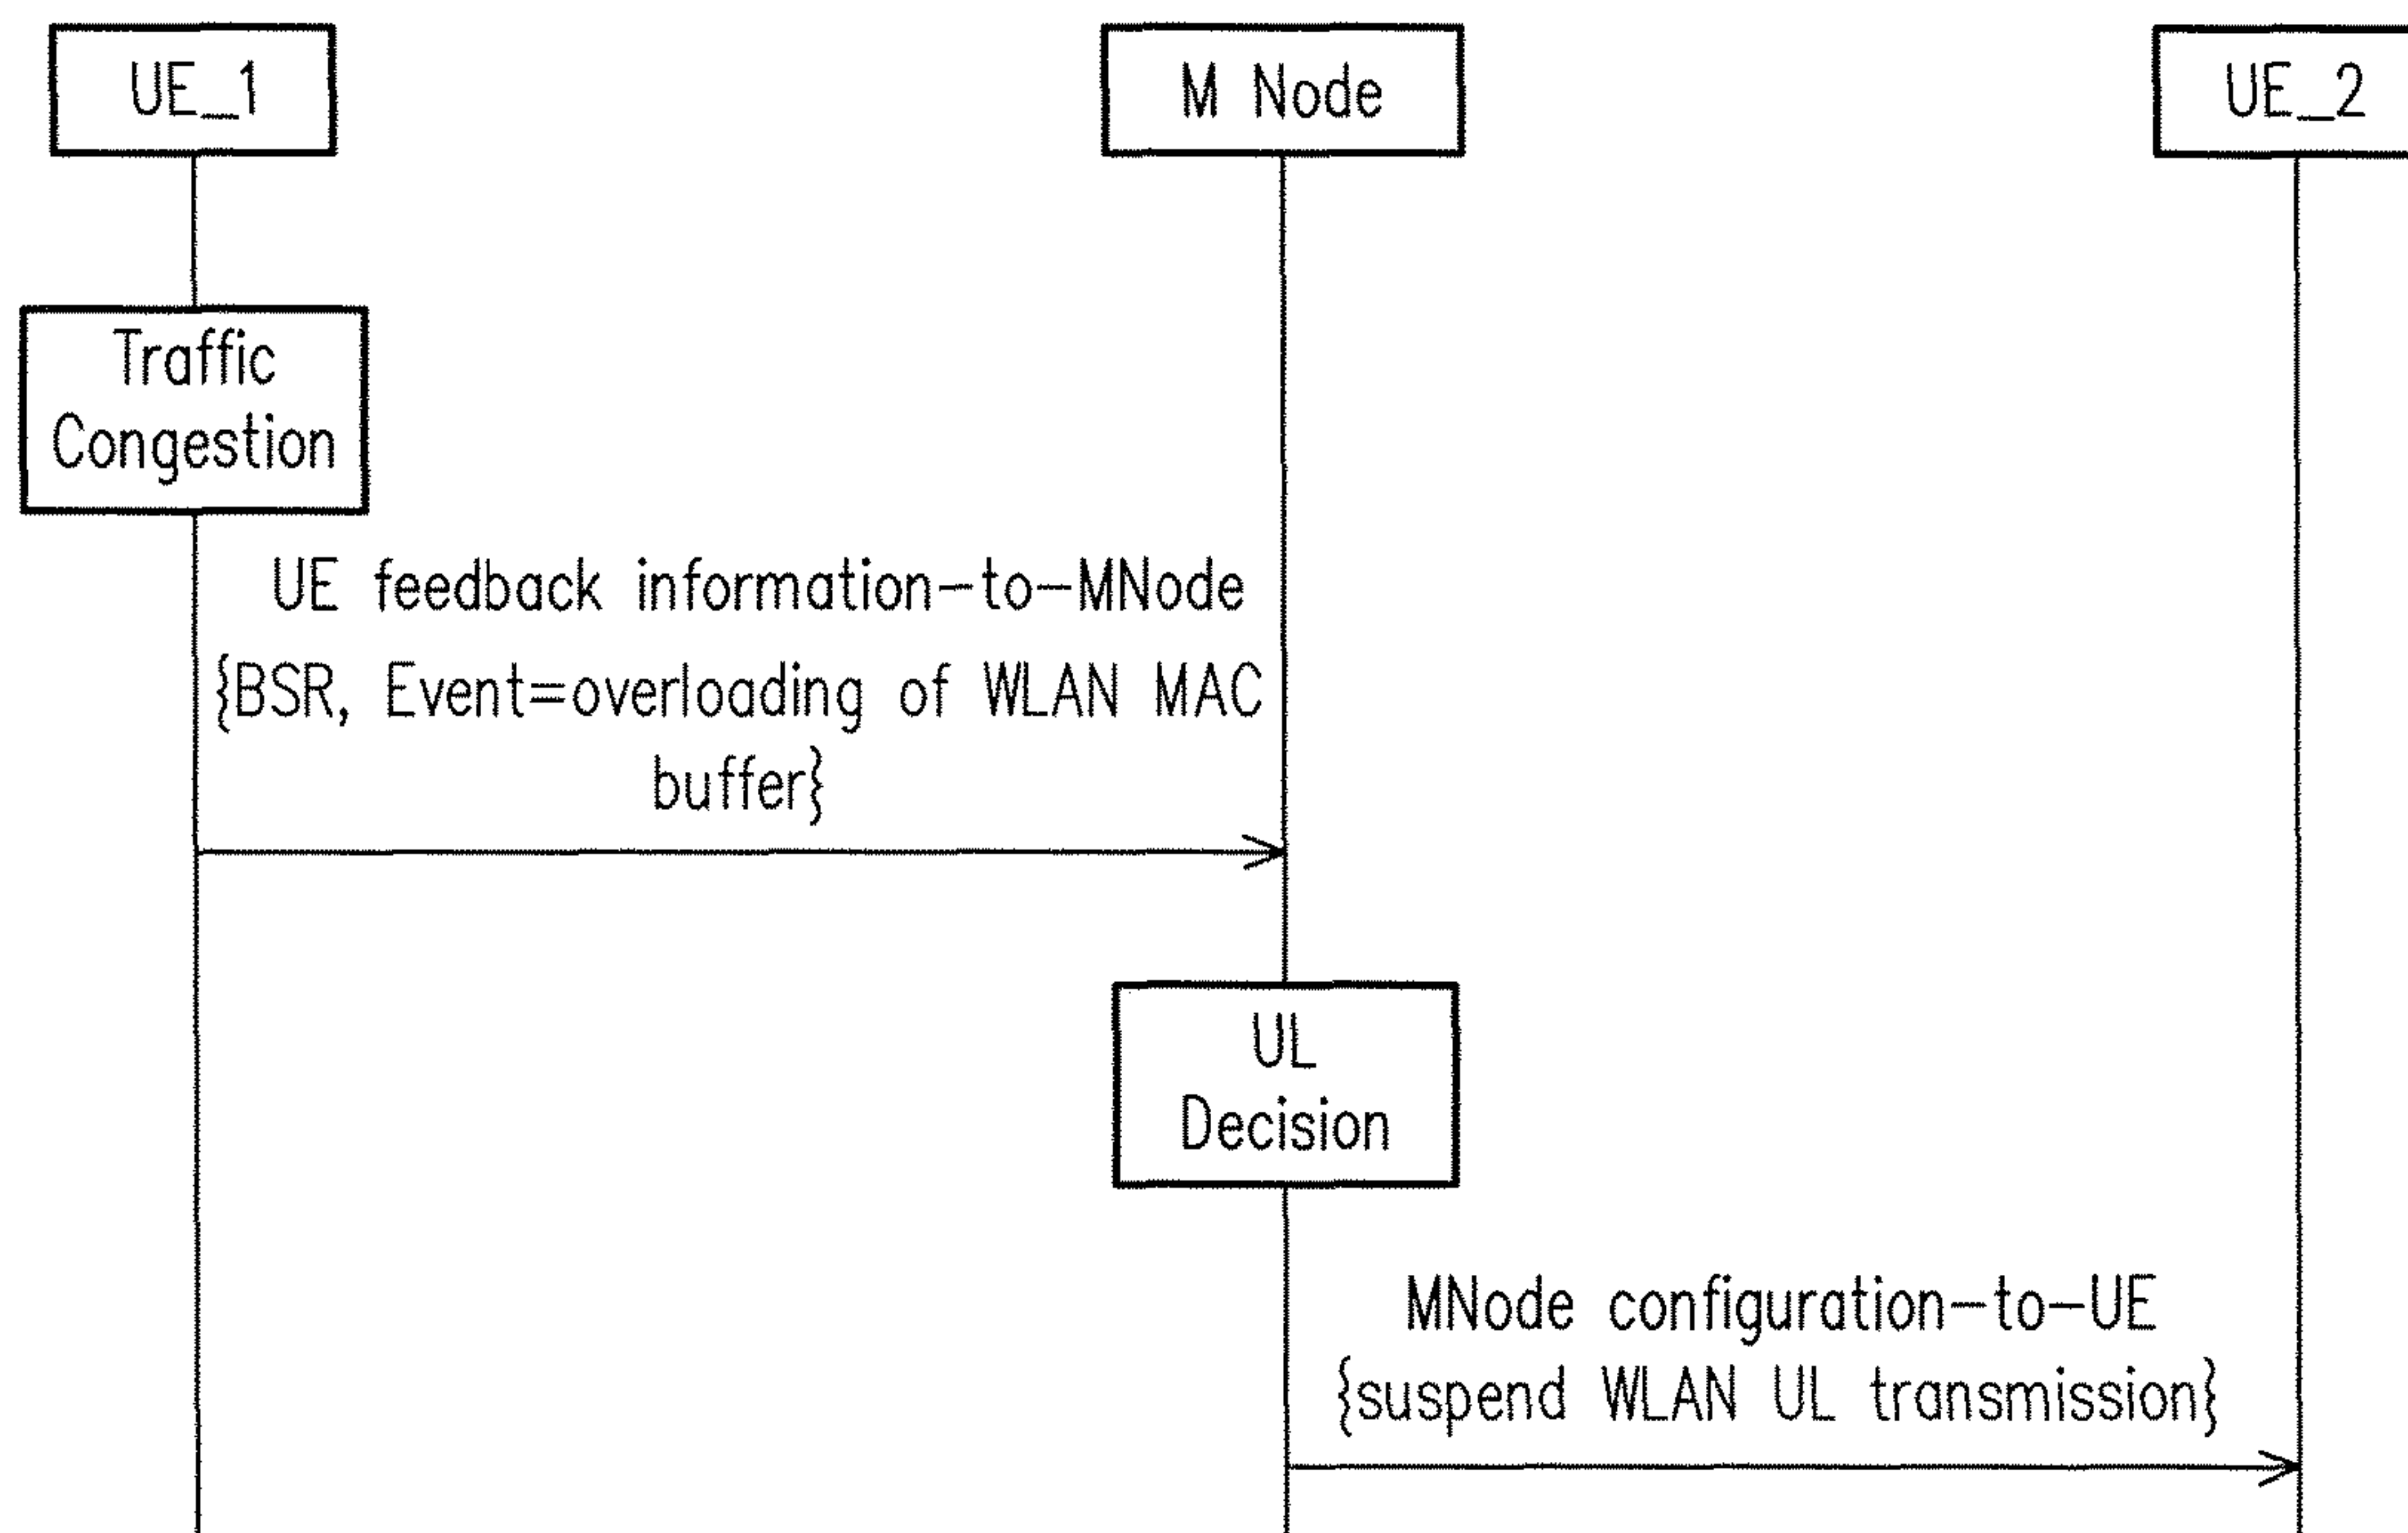 UE_1
M Node
UE_2
Traffic
Congestion
UE feedback information-to-MNode
{BSR, Event=overloading of WLAN MAC
buffer}
UL
Decision
MNode configuration-to-UE
{suspend WLAN UL transmission}